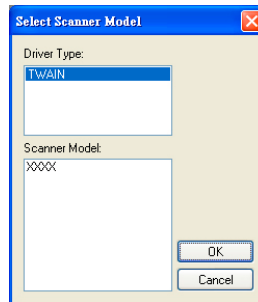 Select Scanner Model
Driver Type:
TWAIN
Scanner Model:
XXXX
OK
Cancel